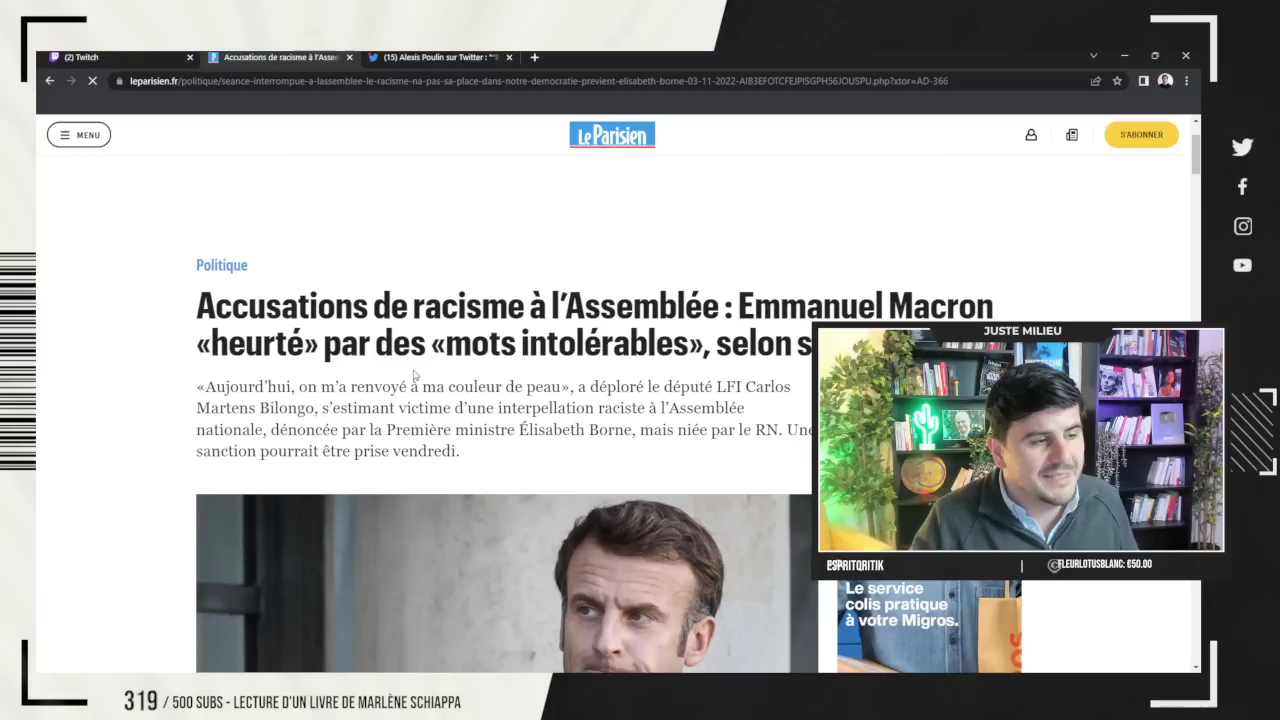 (2) Twitch
Accusations de racisme à l'Assem
(15) Alexis Poulin sur Twitter : "
leparisien.fr/politique/seance-interrompue-a-lassemblee-le-racisme-na-pas-sa-place-dans-notre-democratie-previent-elisabeth-borne-03-11-2022-AIB3EFOTCFEJPISGPH56JOUSPU.php?xtor=AD-366
MENU
Le Parisien
S'ABONNER
Politique
Accusations de racisme à l'Assemblée : Emmanuel Macron
«heurté» par des «mots intolérables», selon s
«Aujourd'hui, on m'a renvoyé à ma couleur de peau», a déploré le député LFI Carlos
Martens Bilongo, s'estimant victime d'une interpellation raciste à l'Assemblée
nationale, dénoncée par la Première ministre Élisabeth Borne, mais niée par le RN. Une
sanction pourrait être prise vendredi.
JUSTE MILIEU
FLEURLOTUSBLANC: €50.00
Le service
colis pratique
à votre Migros.
319 / 500 SUBS - LECTURE D'UN LIVRE DE MARLÈNE SCHIAPPA